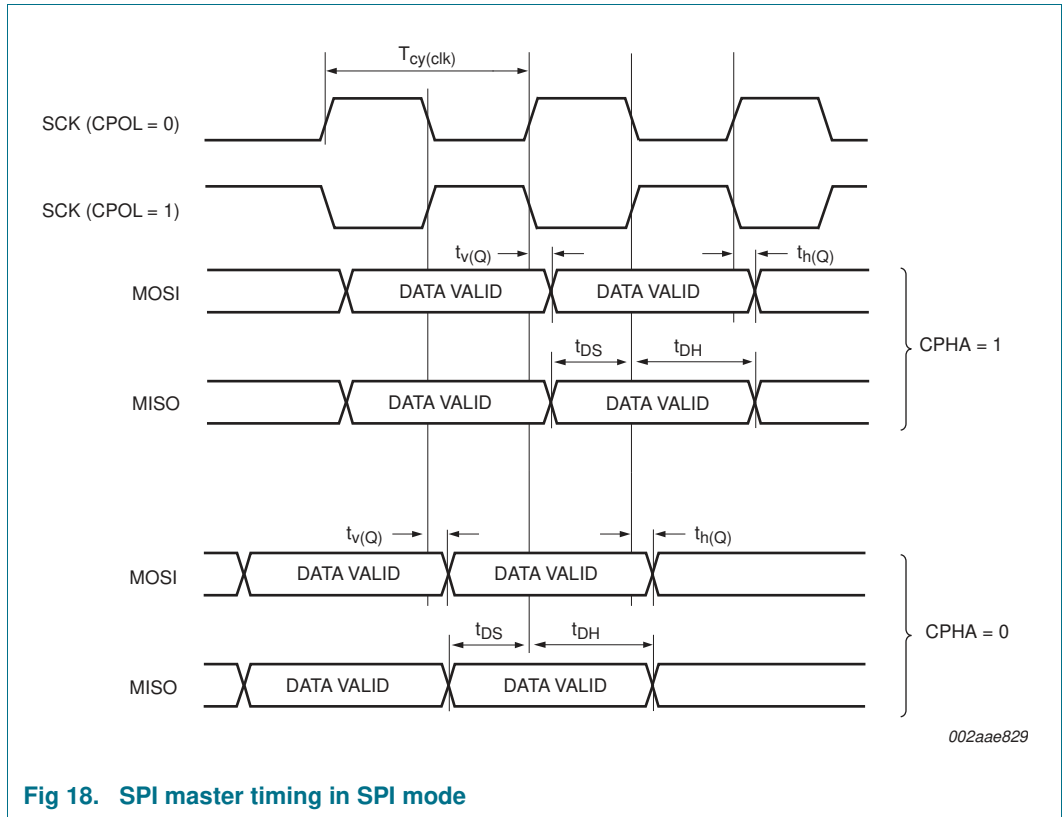 Tcy(clk)
SCK (CPOL = 0)
SCK (CPOL = 1)
tv(Q)
th(Q)
MOSI
DATA VALID
DATA VALID
tDS
tDH
CPHA = 1
MISO
DATA VALID
DATA VALID
tv(Q)
th(Q)
MOSI
DATA VALID
DATA VALID
tDS
tDH
CPHA = 0
MISO
DATA VALID
DATA VALID
002aae829
Fig 18. SPI master timing in SPI mode